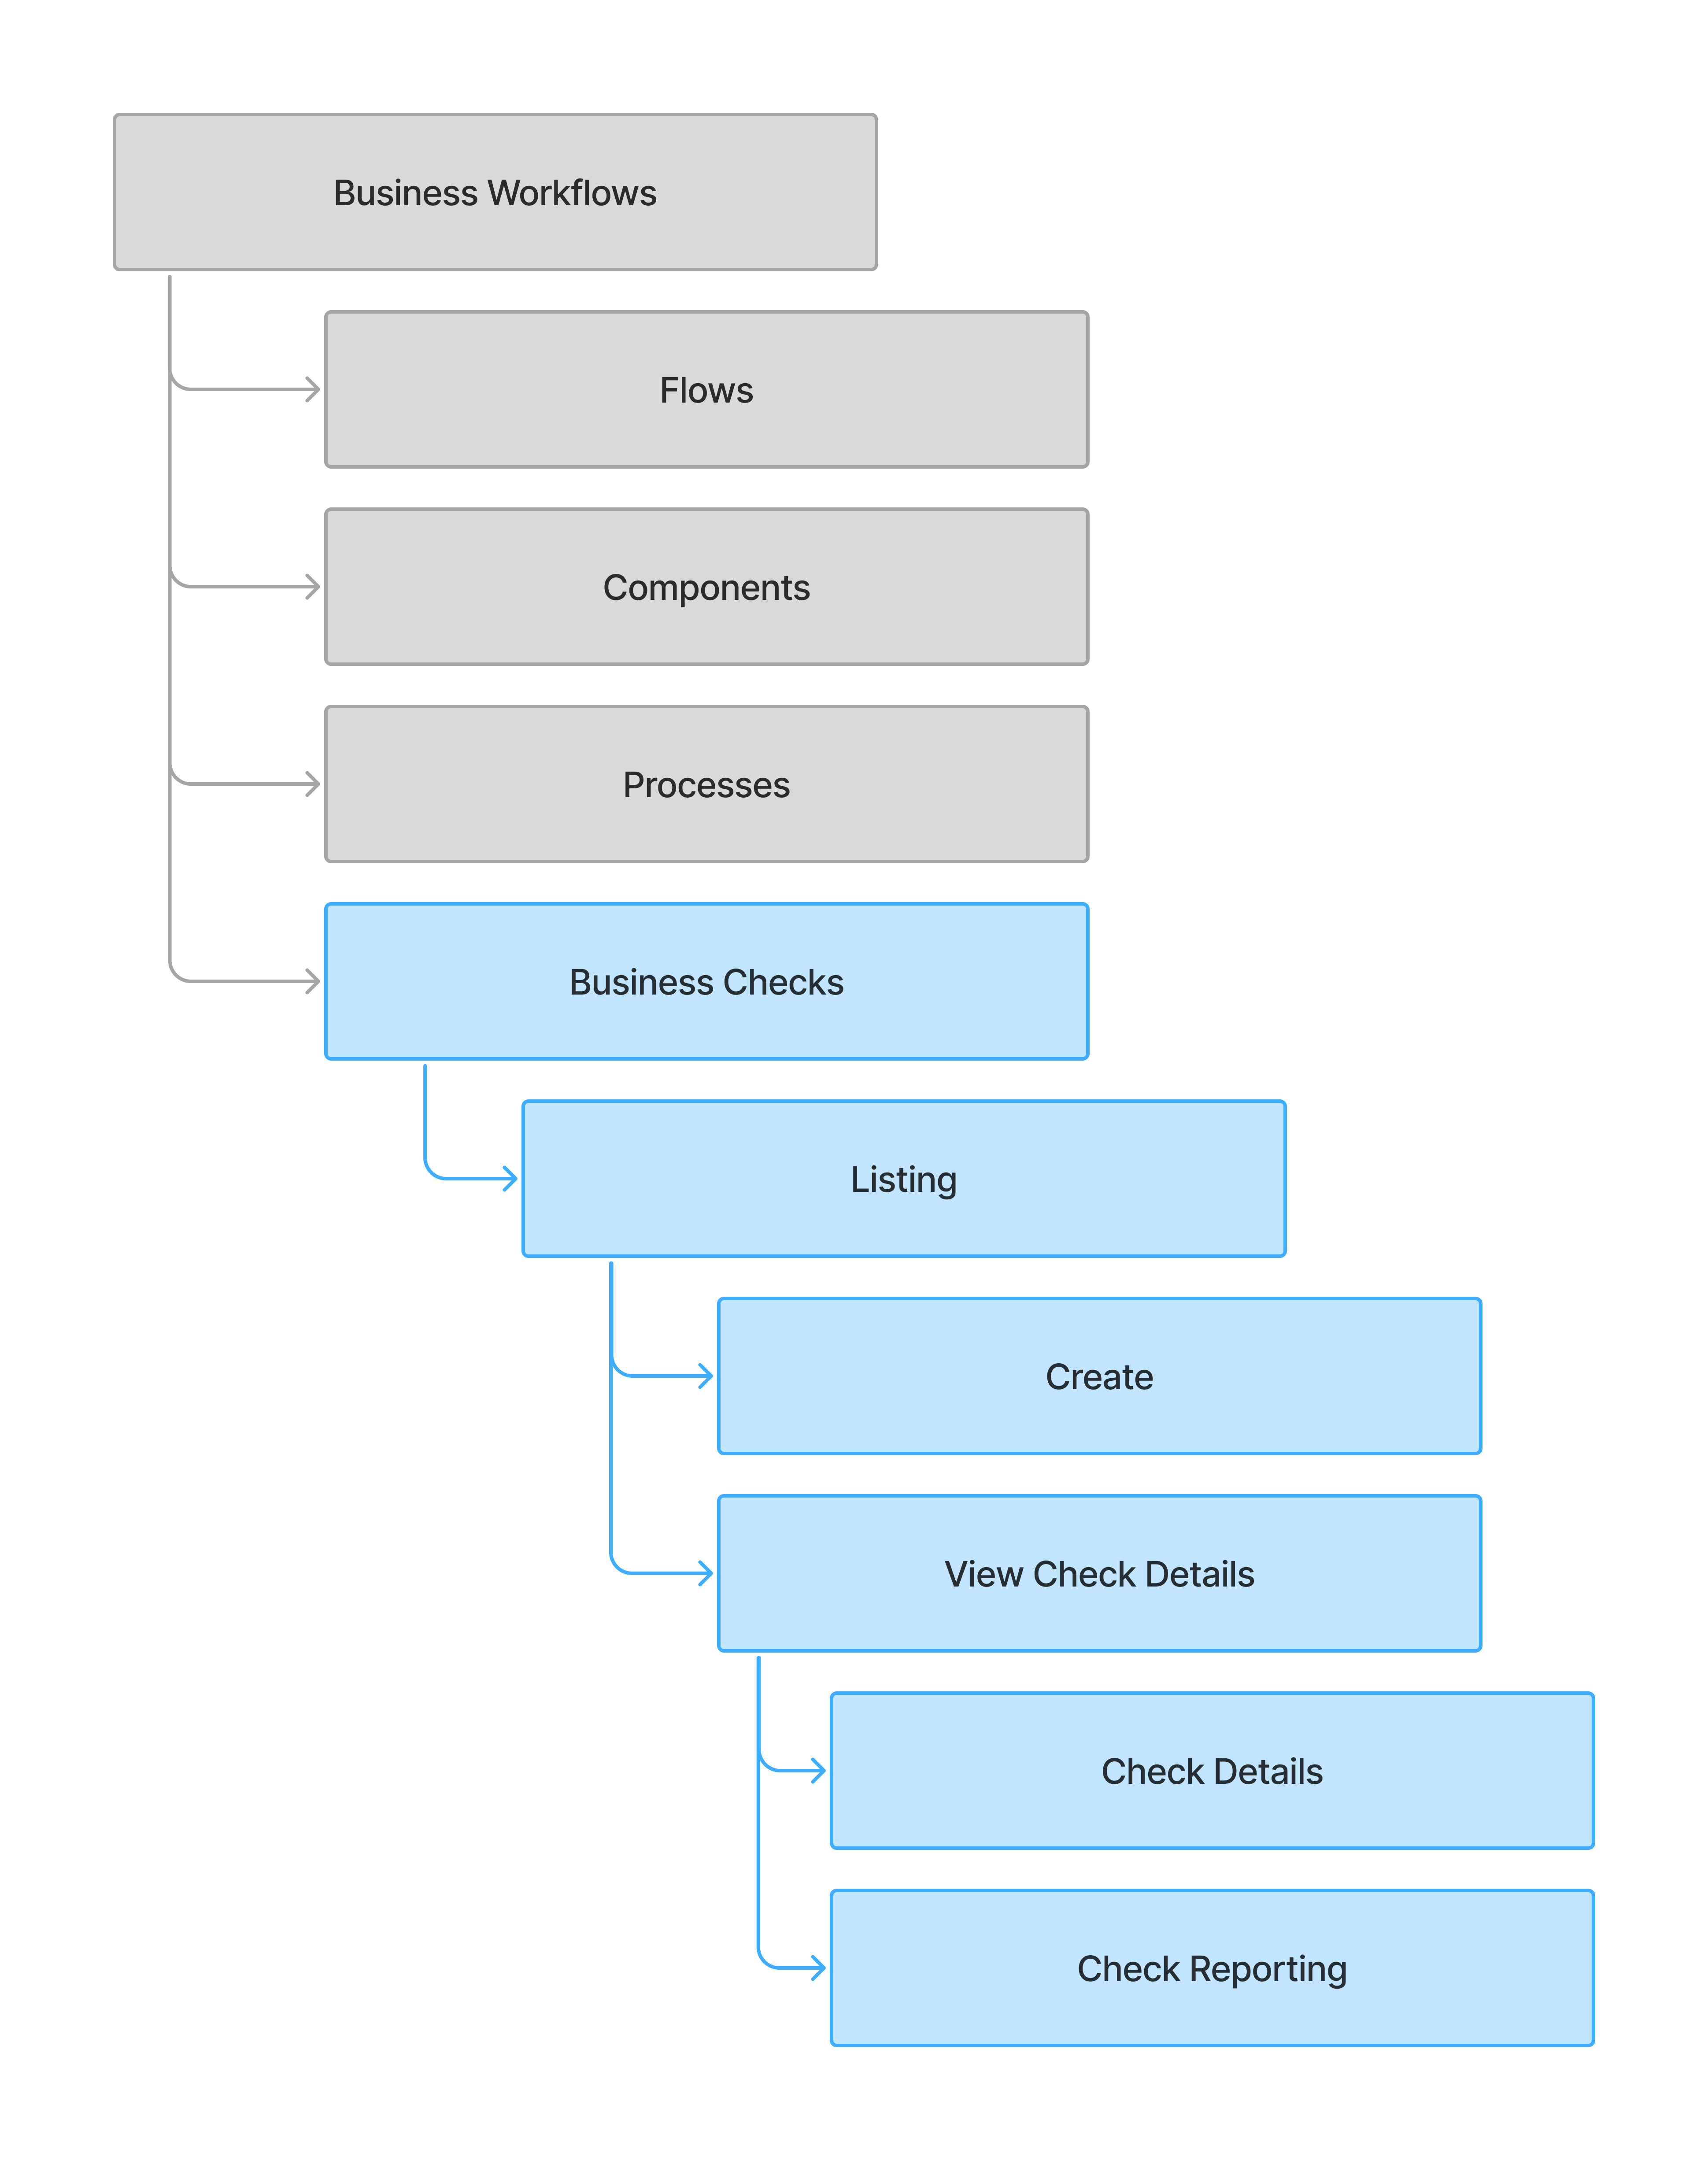 Business Workflows
Flows
Components
Processes
Business Checks
Listing
Create
View Check Details
Check Details
Check Reporting